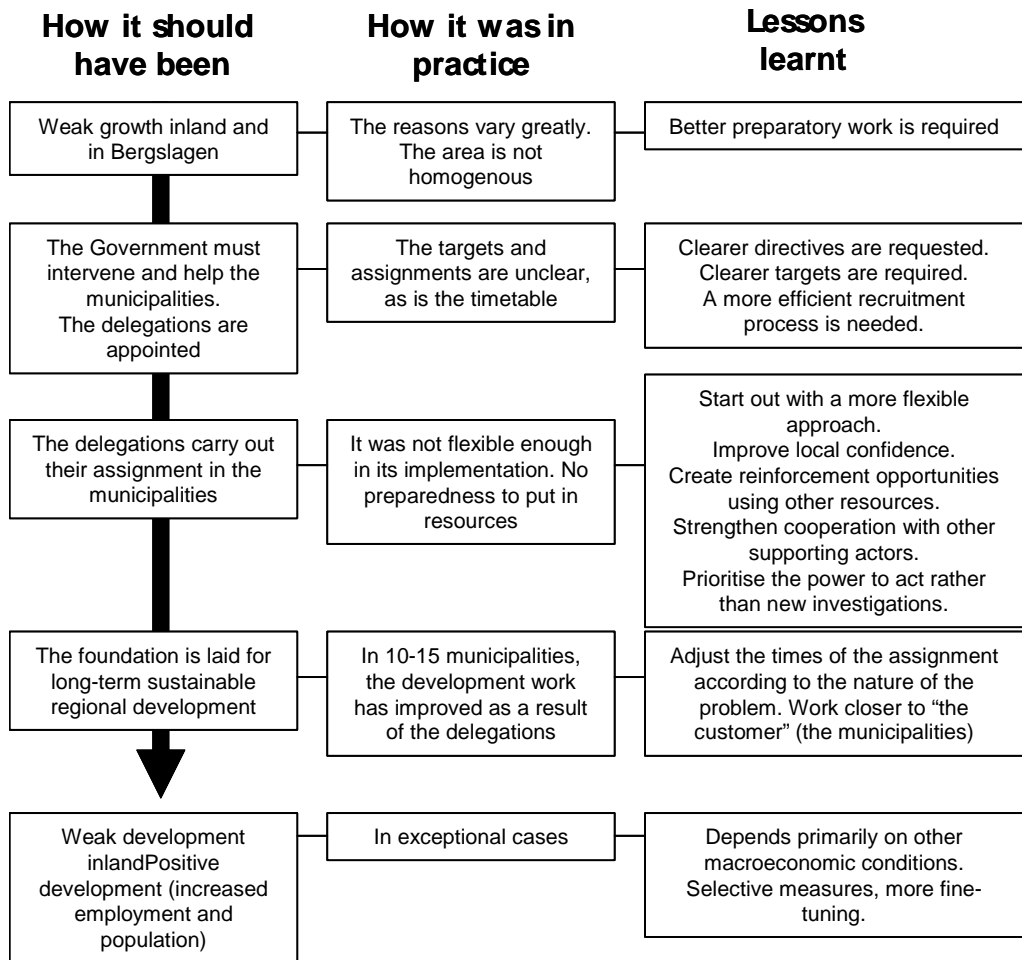 How it should
have been
How it was in
practice
Lessons
learnt
Weak growth inland and
in Bergslagen
The reasons vary greatly.
The area is not
homogenous
Better preparatory work is required
The Government must
intervene and help the
municipalities.
The delegations are
appointed
The targets and
assignments are unclear,
as is the timetable
Clearer directives are requested.
Clearer targets are required.
A more efficient recruitment
process is needed.
The delegations carry out
their assignment in the
municipalities
It was not flexible enough
in its implementation. No
preparedness to put in
resources
Start out with a more flexible
approach.
Improve local confidence.
Create reinforcement opportunities
using other resources.
Strengthen cooperation with other
supporting actors.
Prioritise the power to act rather
than new investigations.
The foundation is laid for
long-term sustainable
regional development
In 10-15 municipalities,
the development work
has improved as a result
of the delegations
Adjust the times of the assignment
according to the nature of the
problem. Work closer to “the
customer” (the municipalities)
Weak development
inlandPositive
development (increased
employment and
population)
In exceptional cases
Depends primarily on other
macroeconomic conditions.
Selective measures, more fine-
tuning.